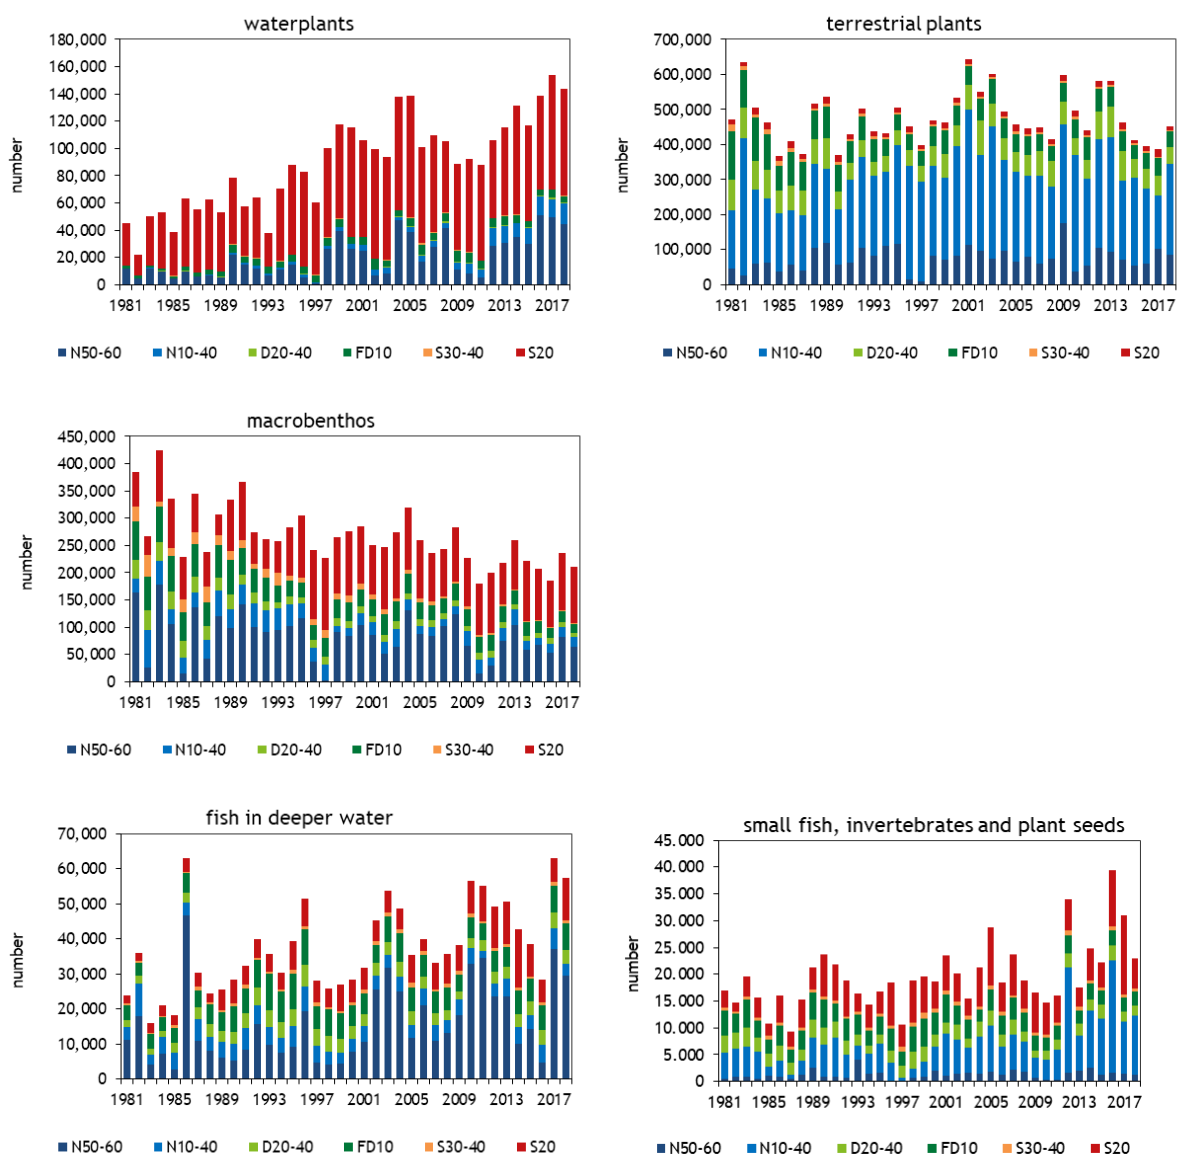 waterplants
180,000
160,000
140,000
120,000
100,000
80,000
60,000
40,000
20,000
0
number
1981 1985 1989 1993 1997 2001 2005 2009 2013 2017
N50-60 N10-40 D20-40 FD10 S30-40 S20
terrestrial plants
700,000
600,000
500,000
400,000
300,000
200,000
100,000
0
number
1981 1985 1989 1993 1997 2001 2005 2009 2013 2017
N50-60 N10-40 D20-40 FD10 S30-40 S20
macrobenthos
450,000
400,000
350,000
300,000
250,000
200,000
150,000
100,000
50,000
0
number
1981 1985 1989 1993 1997 2001 2005 2009 2013 2017
N50-60 N10-40 D20-40 FD10 S30-40 S20
fish in deeper water
70,000
60,000
50,000
40,000
30,000
20,000
10,000
0
number
1981 1985 1989 1993 1997 2001 2005 2009 2013 2017
N50-60 N10-40 D20-40 FD10 S30-40 S20
small fish, invertebrates and plant seeds
45.000
40.000
35.000
30.000
25.000
20.000
15.000
10.000
5.000
0
number
1981 1985 1989 1993 1997 2001 2005 2009 2013 2017
N50-60 N10-40 D20-40 FD10 S30-40 S20